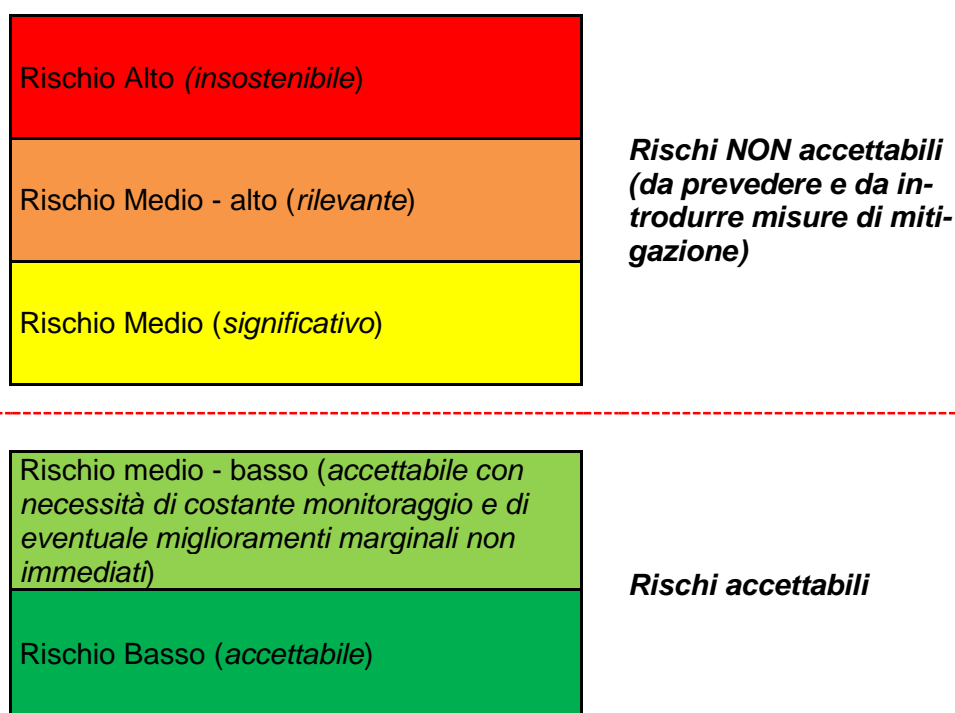 Rischio Alto (insostenibile)
Rischio Medio - alto (rilevante)
Rischio Medio (significativo)
Rischi NON accettabili
(da prevedere e da in-
trodurre misure di miti-
gazione)
Rischio medio - basso (accettabile con
necessità di costante monitoraggio e di
eventuale miglioramenti marginali non
immediati)
Rischio Basso (accettabile)
Rischi accettabili